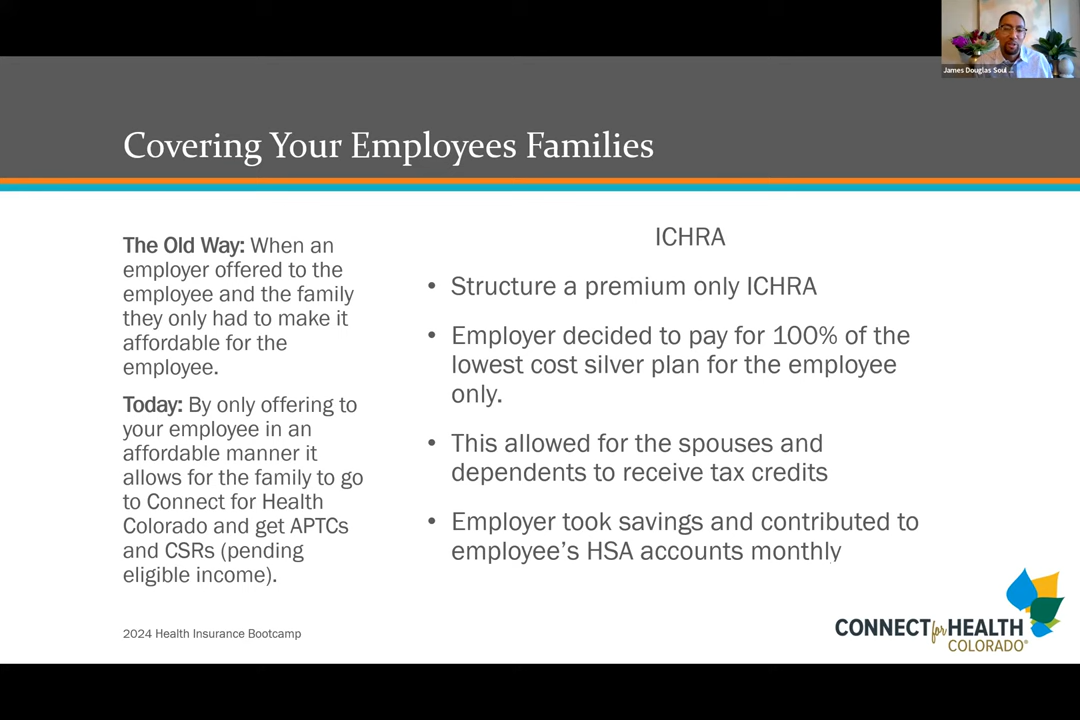 James Douglas Soui ...
Covering Your Employees Families
The Old Way: When an
employer offered to the
employee and the family
they only had to make it
affordable for the
employee.
Today: By only offering to
your employee in an
affordable manner it
allows for the family to go
to Connect for Health
Colorado and get APTCs
and CSRs (pending
eligible income).
ICHRA
• Structure a premium only ICHRA
• Employer decided to pay for 100% of the
lowest cost silver plan for the employee
only.
• This allowed for the spouses and
dependents to receive tax credits
• Employer took savings and contributed to
employee’s HSA accounts monthly
2024 Health Insurance Bootcamp
CONNECT for HEALTH
COLORADO®